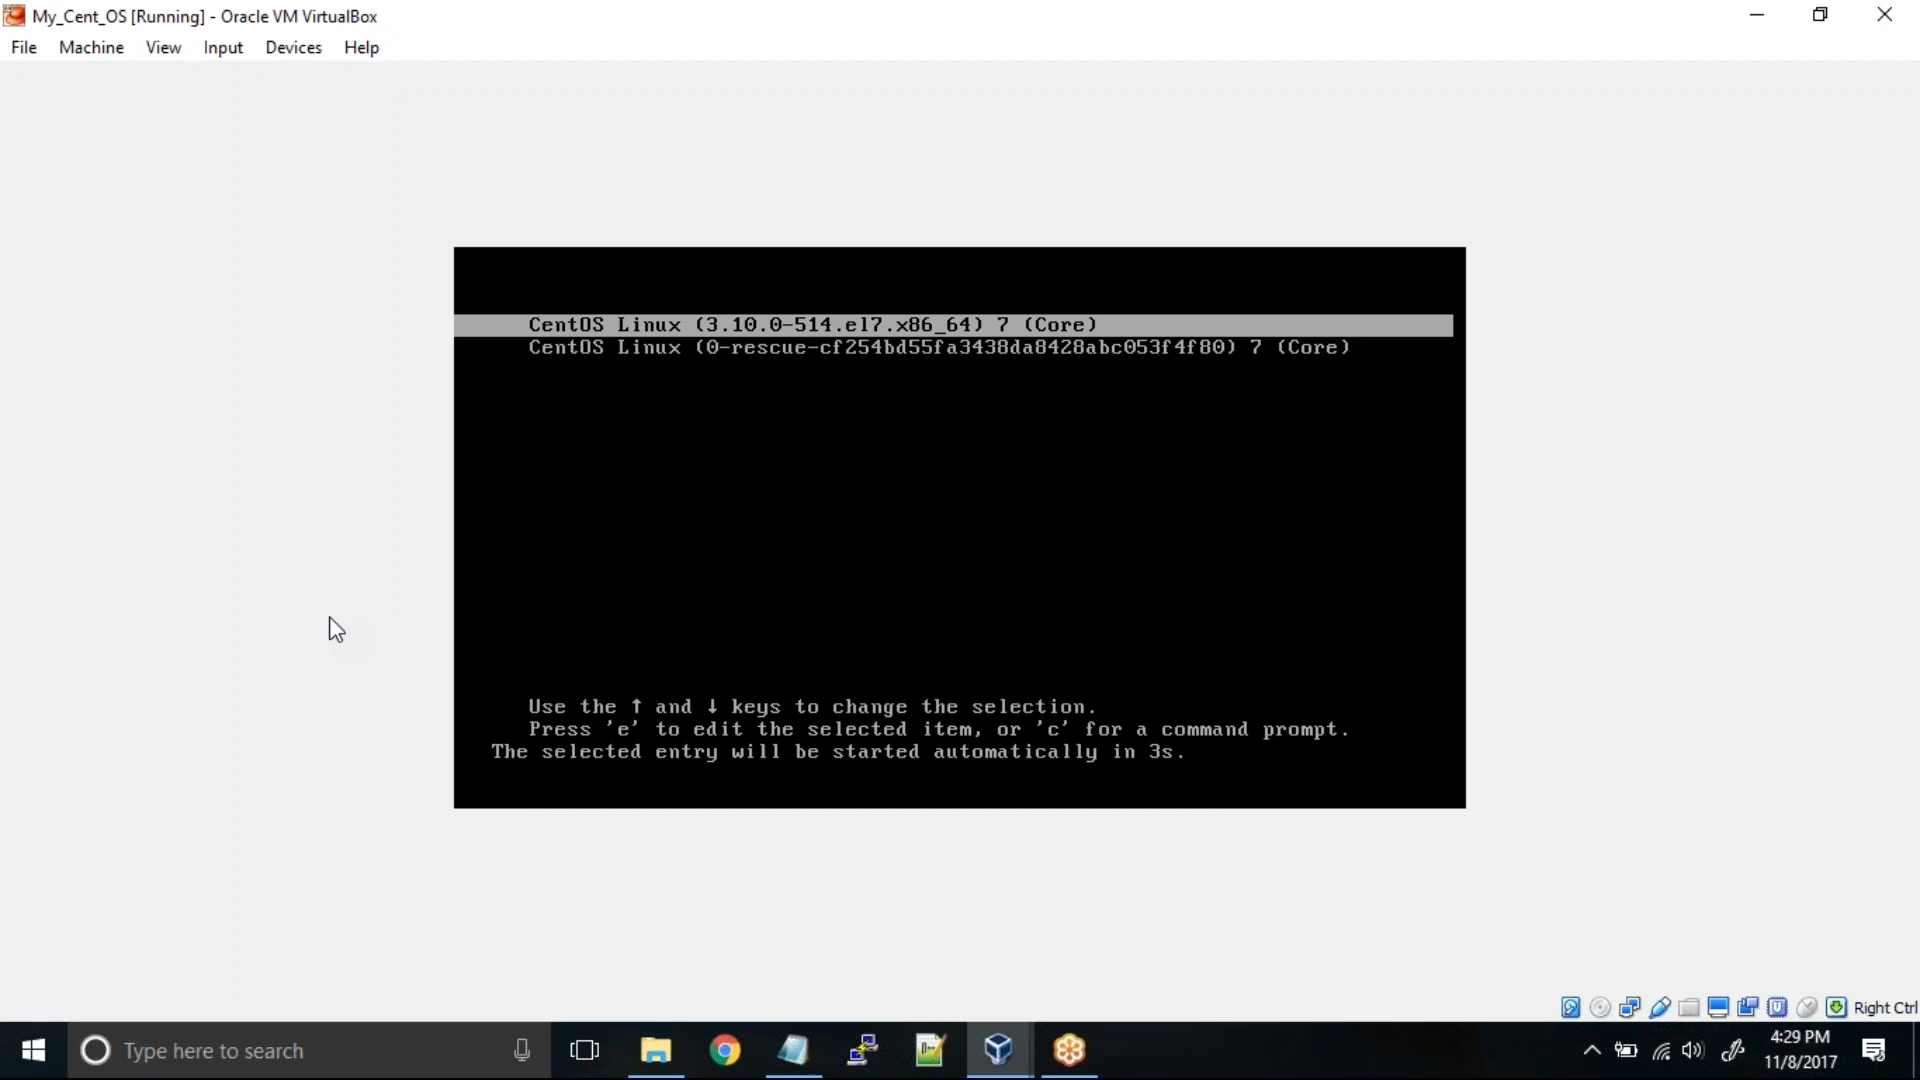 My_Cent_OS [Running] - Oracle VM VirtualBox
File Machine View Input Devices Help
CentOS Linux (3.10.0-514.el7.x86_64) 7 (Core)
CentOS Linux (0-rescue-cf254bd55fa3438da8428abc053f4f80) 7 (Core)
Use the ↑ and ↓ keys to change the selection.
Press 'e' to edit the selected item, or 'c' for a command prompt.
The selected entry will be started automatically in 3s.
Right Ctrl
Type here to search
4:29 PM
11/8/2017